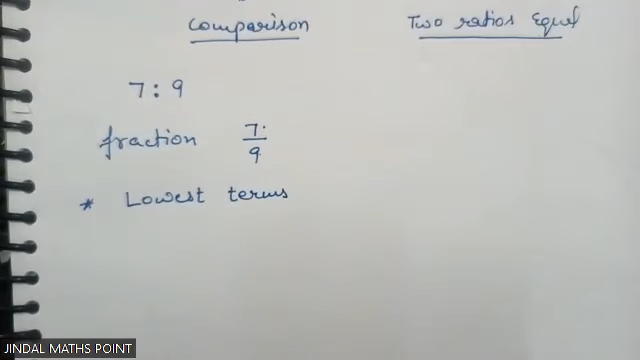 Comparison
Two ratios Equal
7 : 9
fraction 7/9
* Lowest terms
JINDAL MATHS POINT